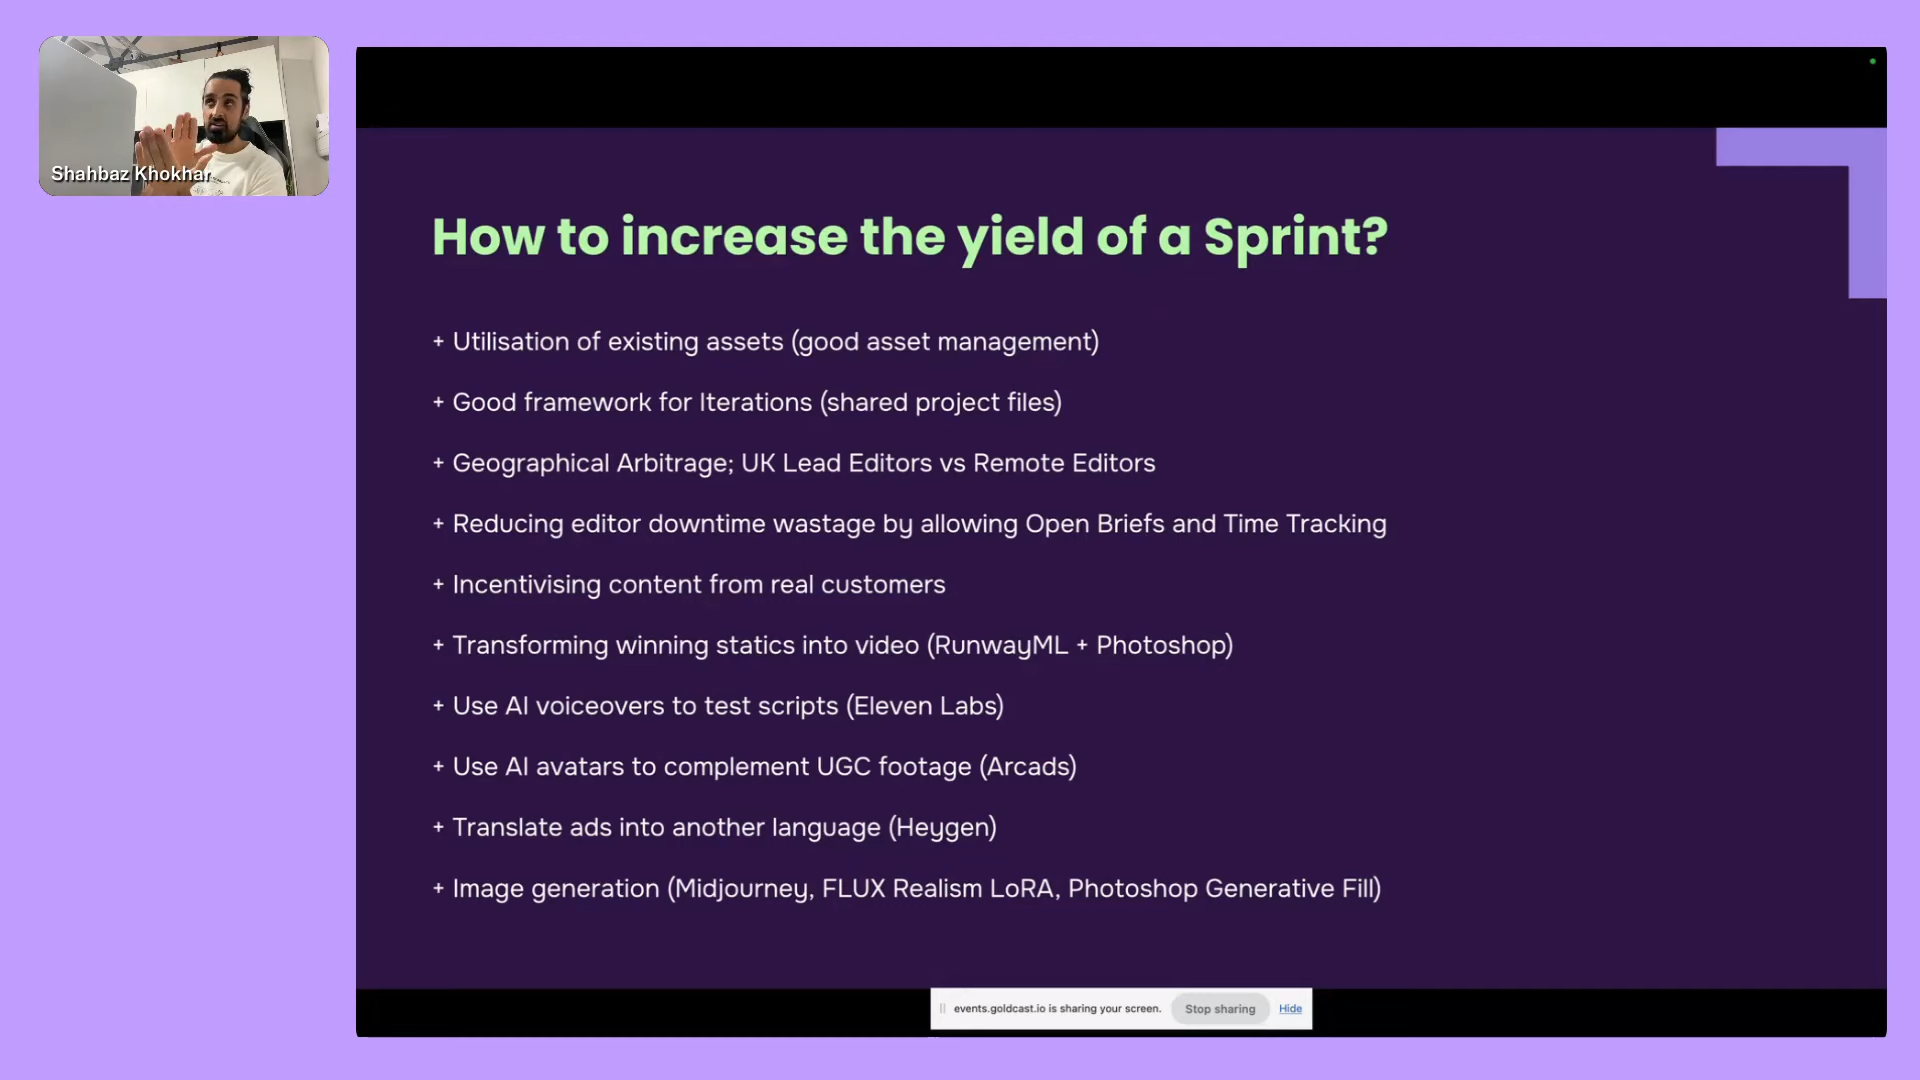 Shahbaz Khokhar
How to increase the yield of a Sprint?
+ Utilisation of existing assets (good asset management)
+ Good framework for Iterations (shared project files)
+ Geographical Arbitrage; UK Lead Editors vs Remote Editors
+ Reducing editor downtime wastage by allowing Open Briefs and Time Tracking
+ Incentivising content from real customers
+ Transforming winning statics into video (RunwayML + Photoshop)
+ Use AI voiceovers to test scripts (Eleven Labs)
+ Use AI avatars to complement UGC footage (Arcads)
+ Translate ads into another language (Heygen)
+ Image generation (Midjourney, FLUX Realism LoRA, Photoshop Generative Fill)
events.goldcast.io is sharing your screen. Stop sharing Hide